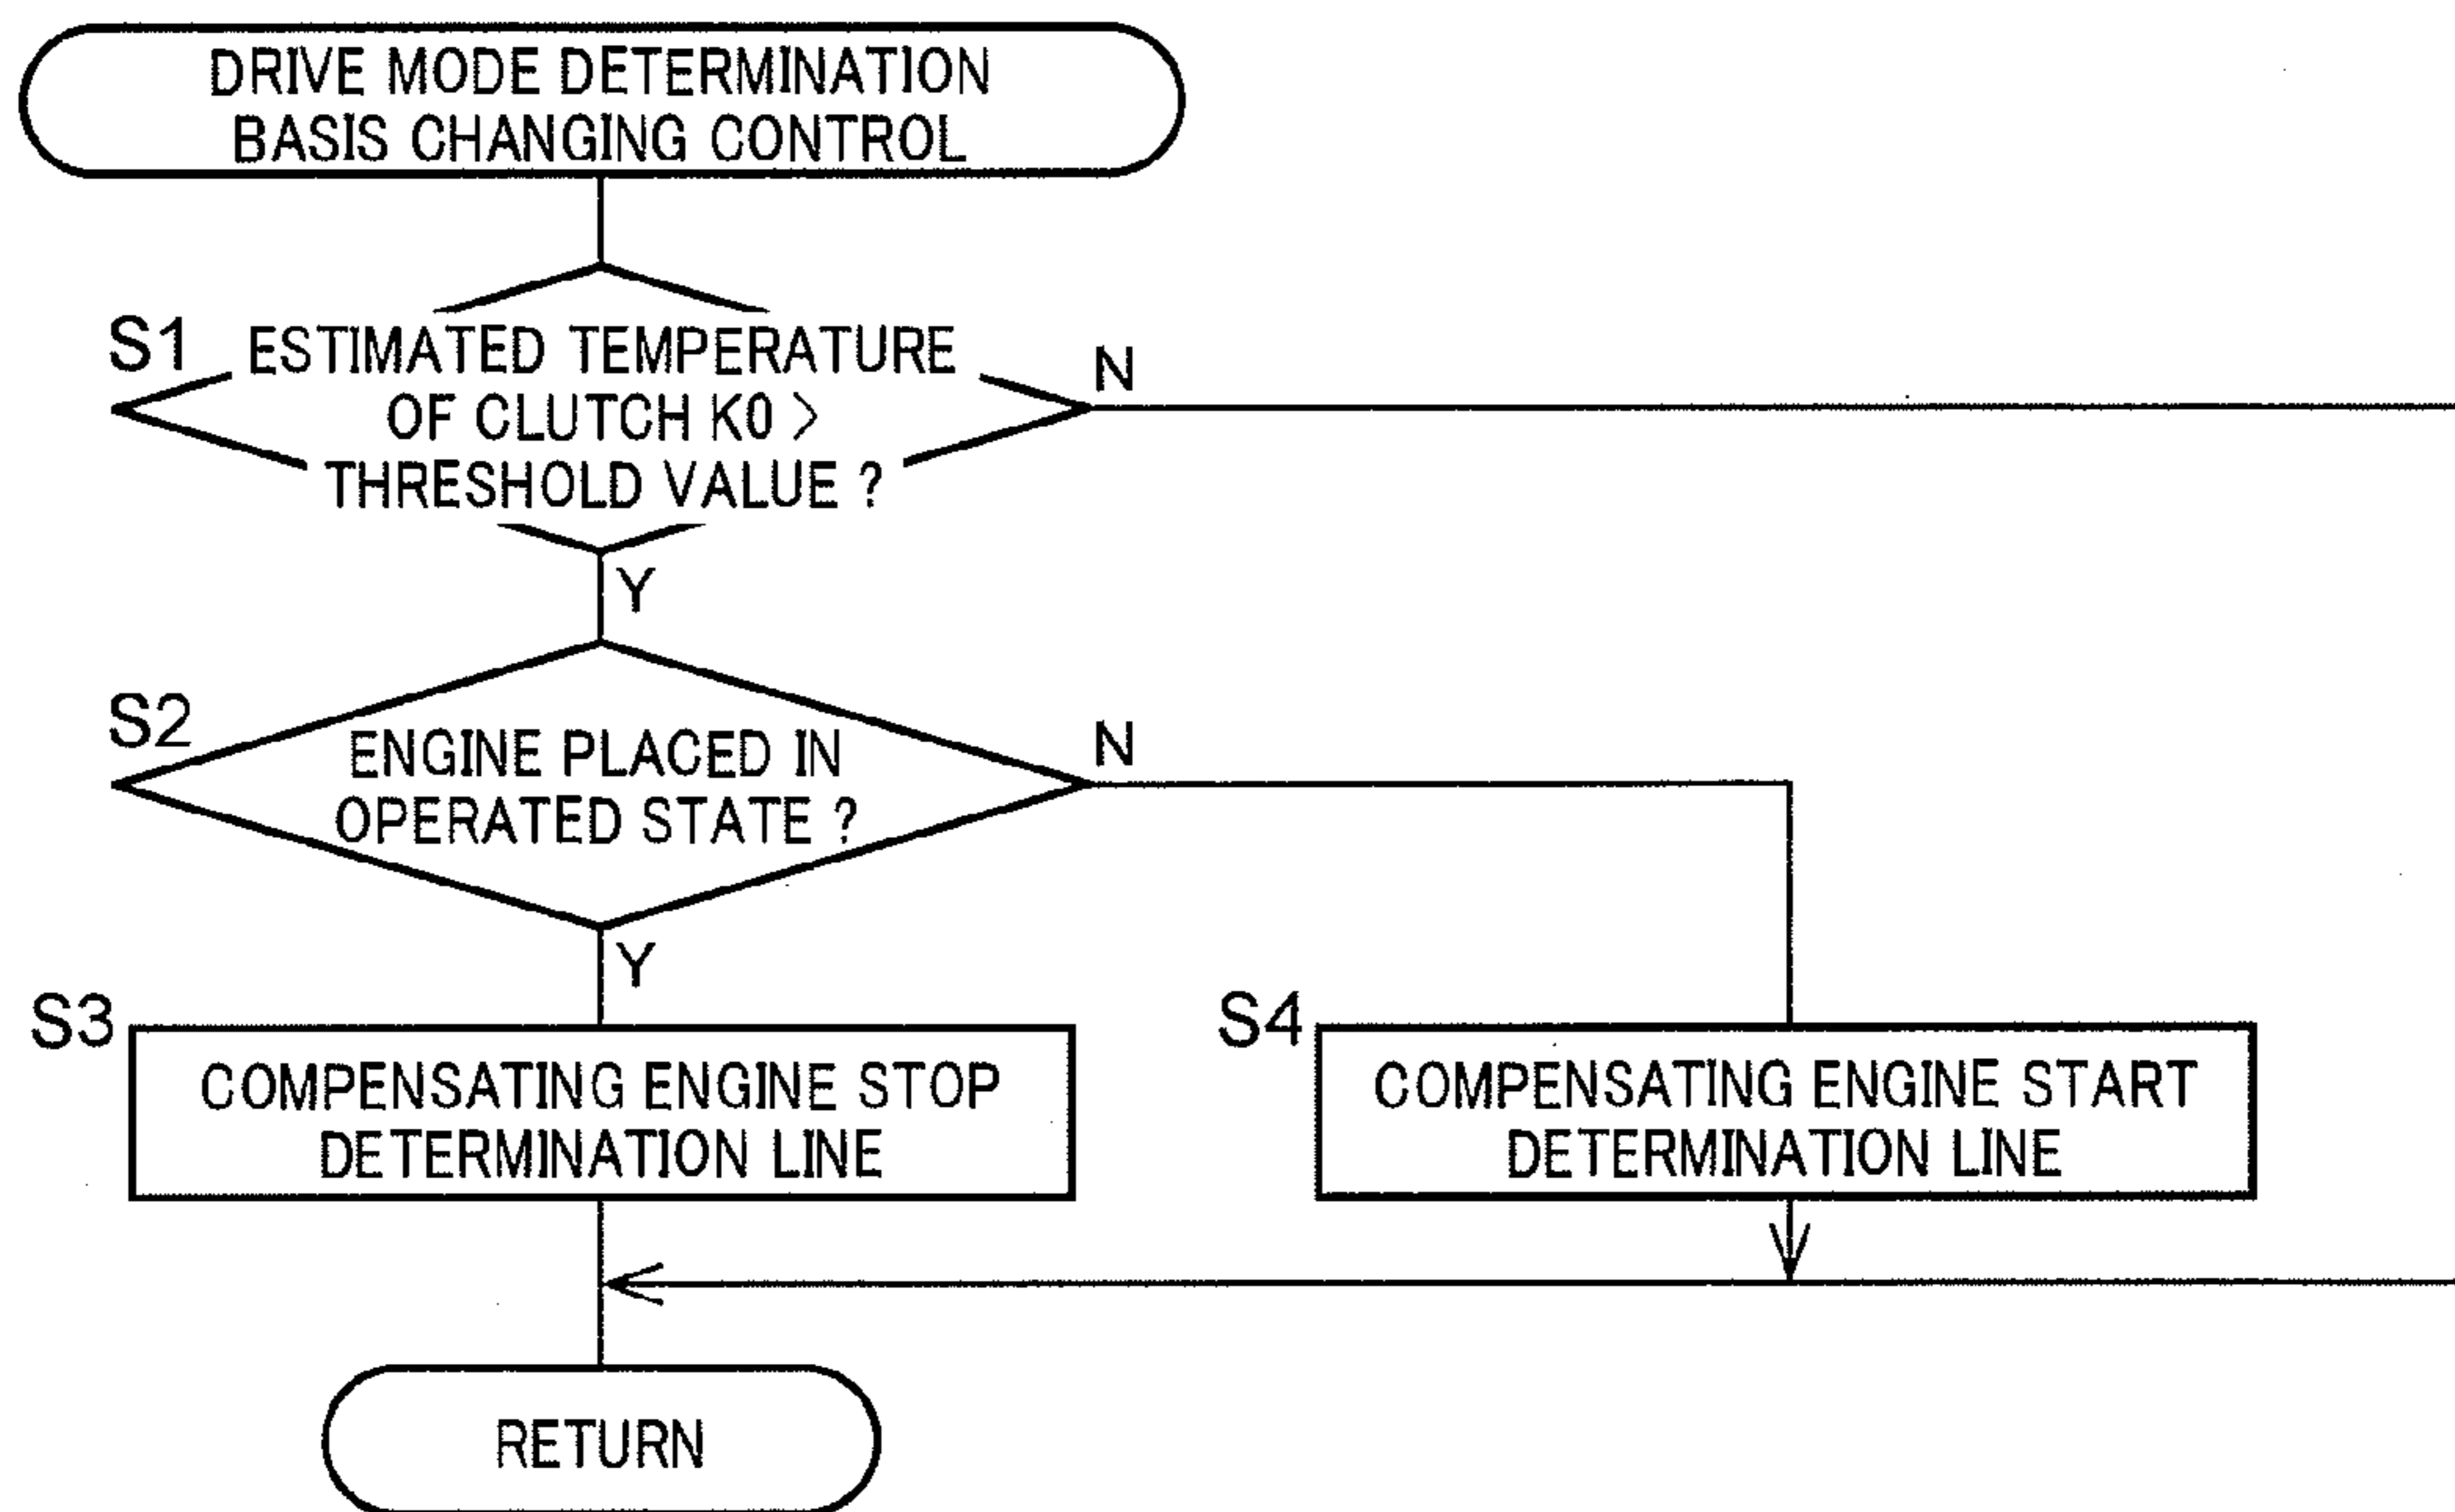 DRIVE MODE DETERMINATION
BASIS CHANGING CONTROL
S1
ESTIMATED TEMPERATURE
OF CLUTCH K0 >
THRESHOLD VALUE ?
N
Y
S2
ENGINE PLACED IN
OPERATED STATE ?
N
Y
S3
COMPENSATING ENGINE STOP
DETERMINATION LINE
S4
COMPENSATING ENGINE START
DETERMINATION LINE
RETURN